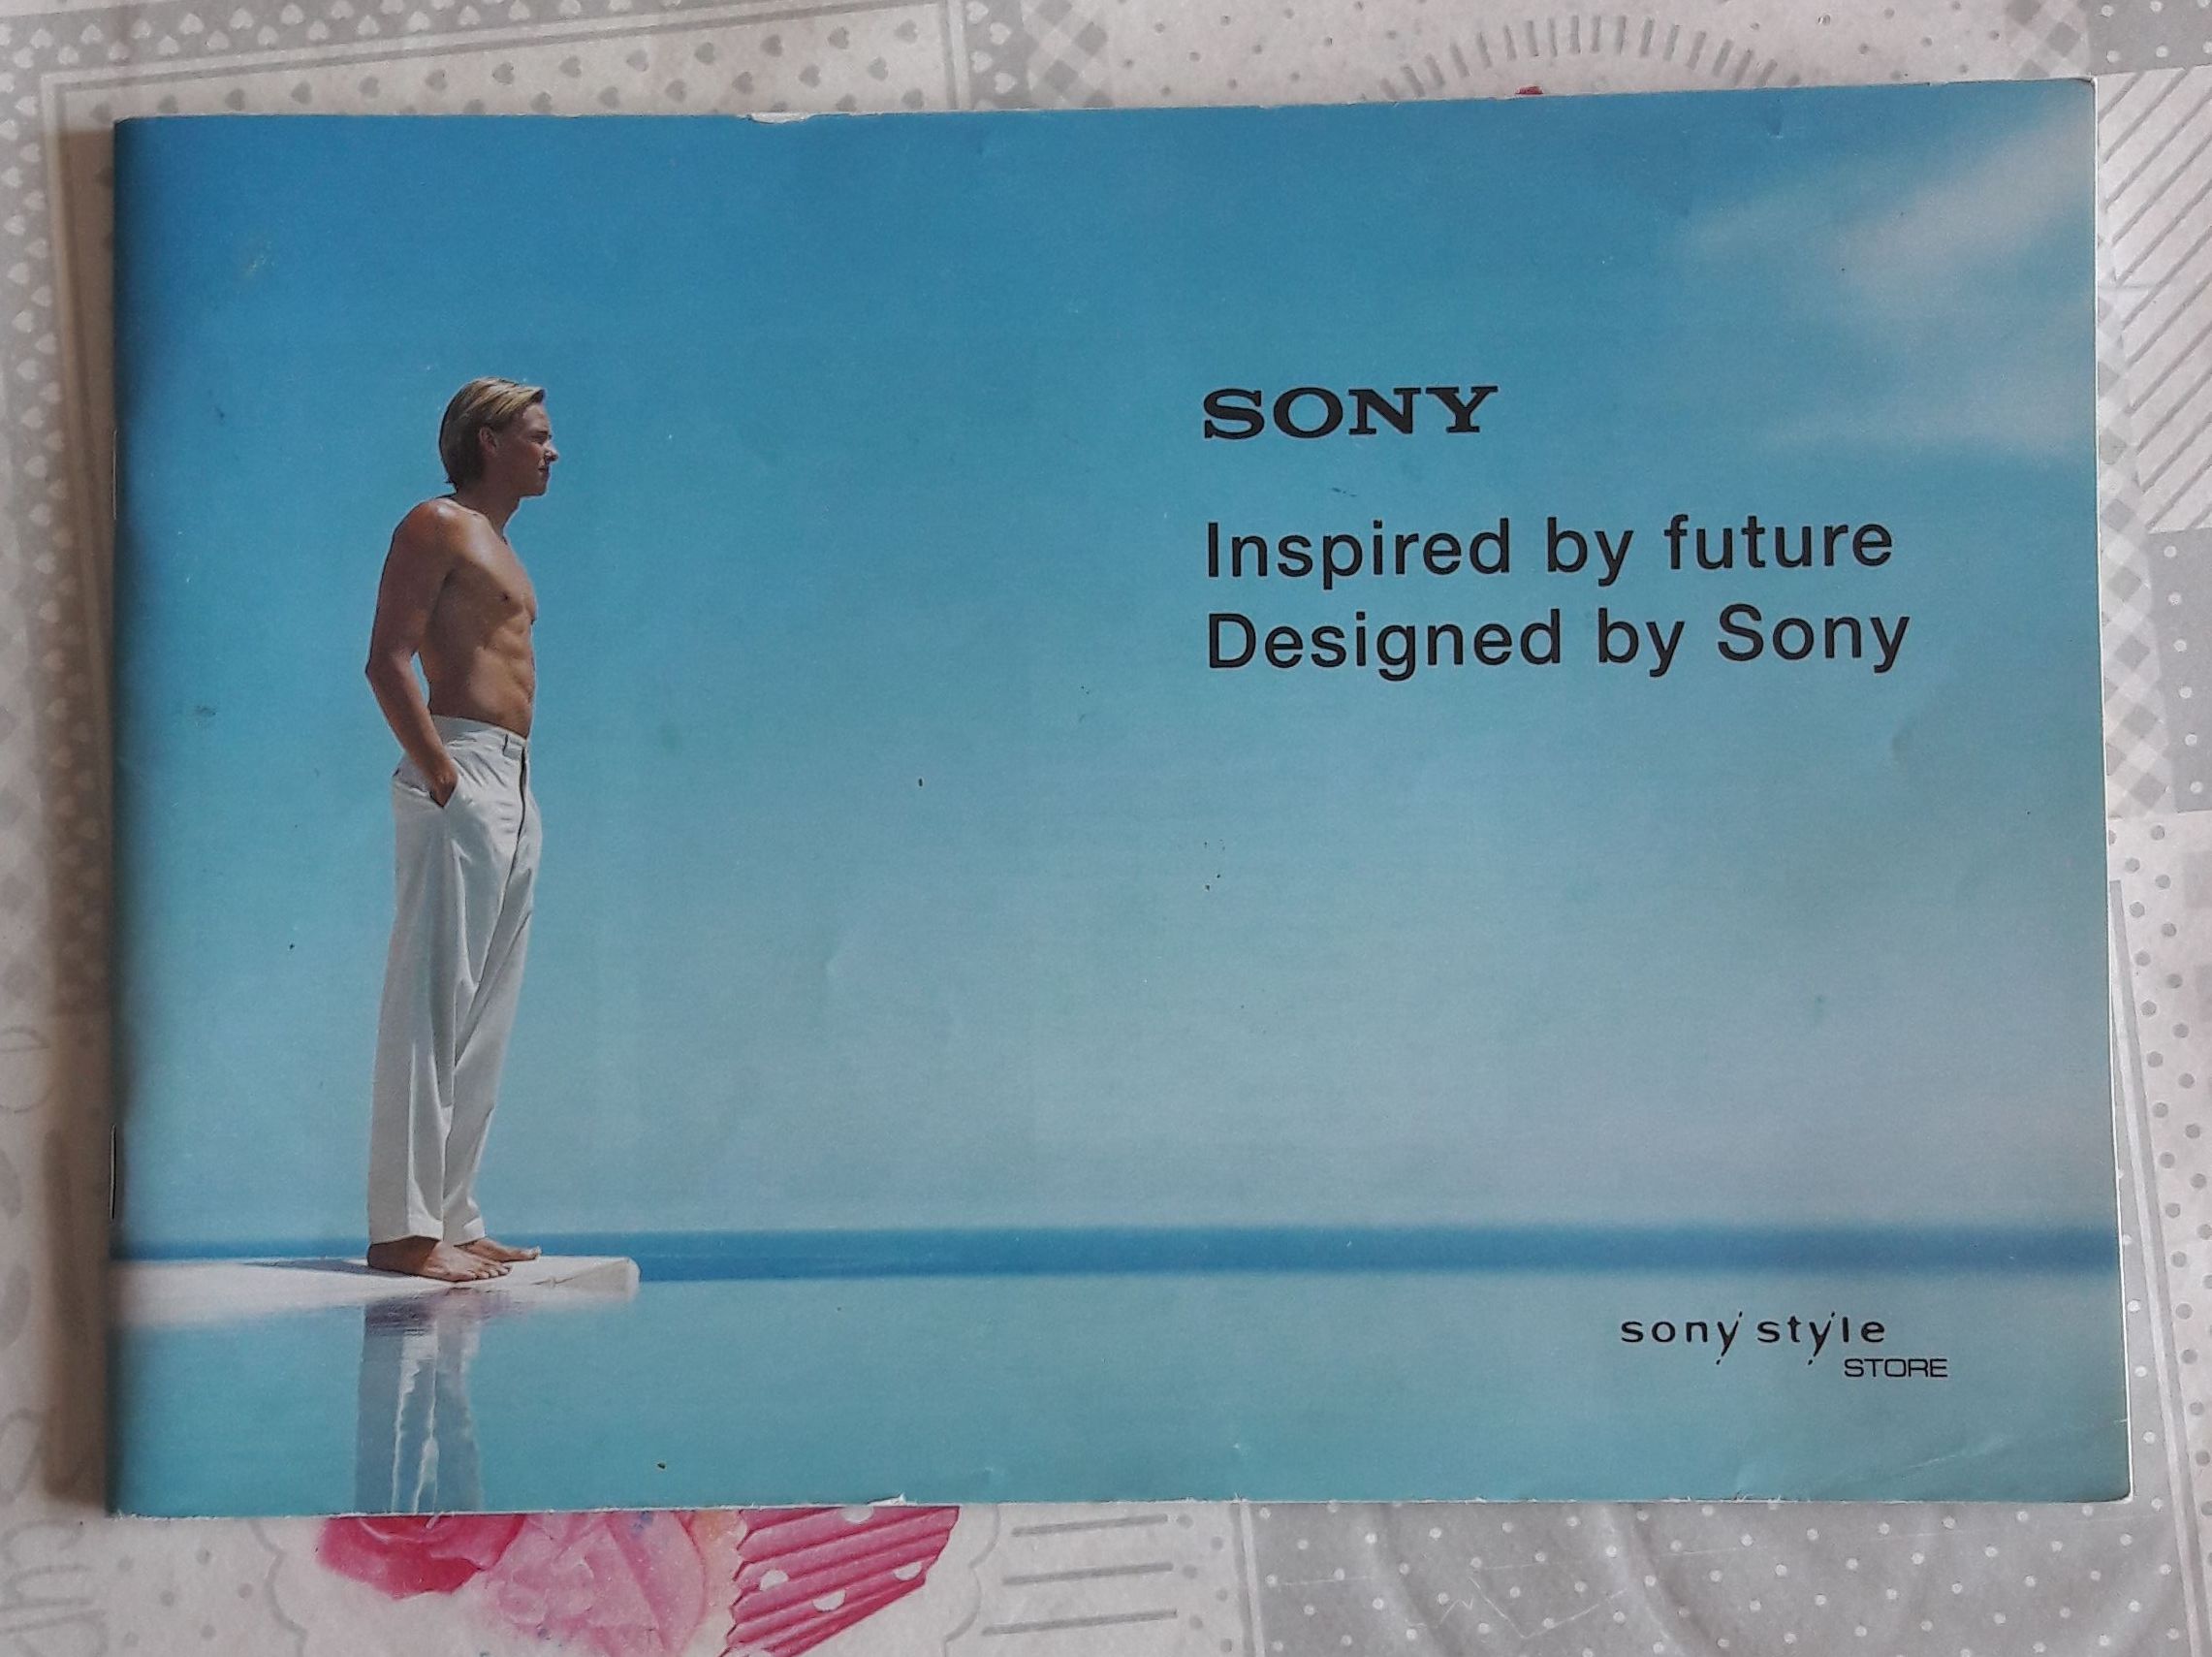 SONY
Inspired by future
Designed by Sony
sony style
STORE